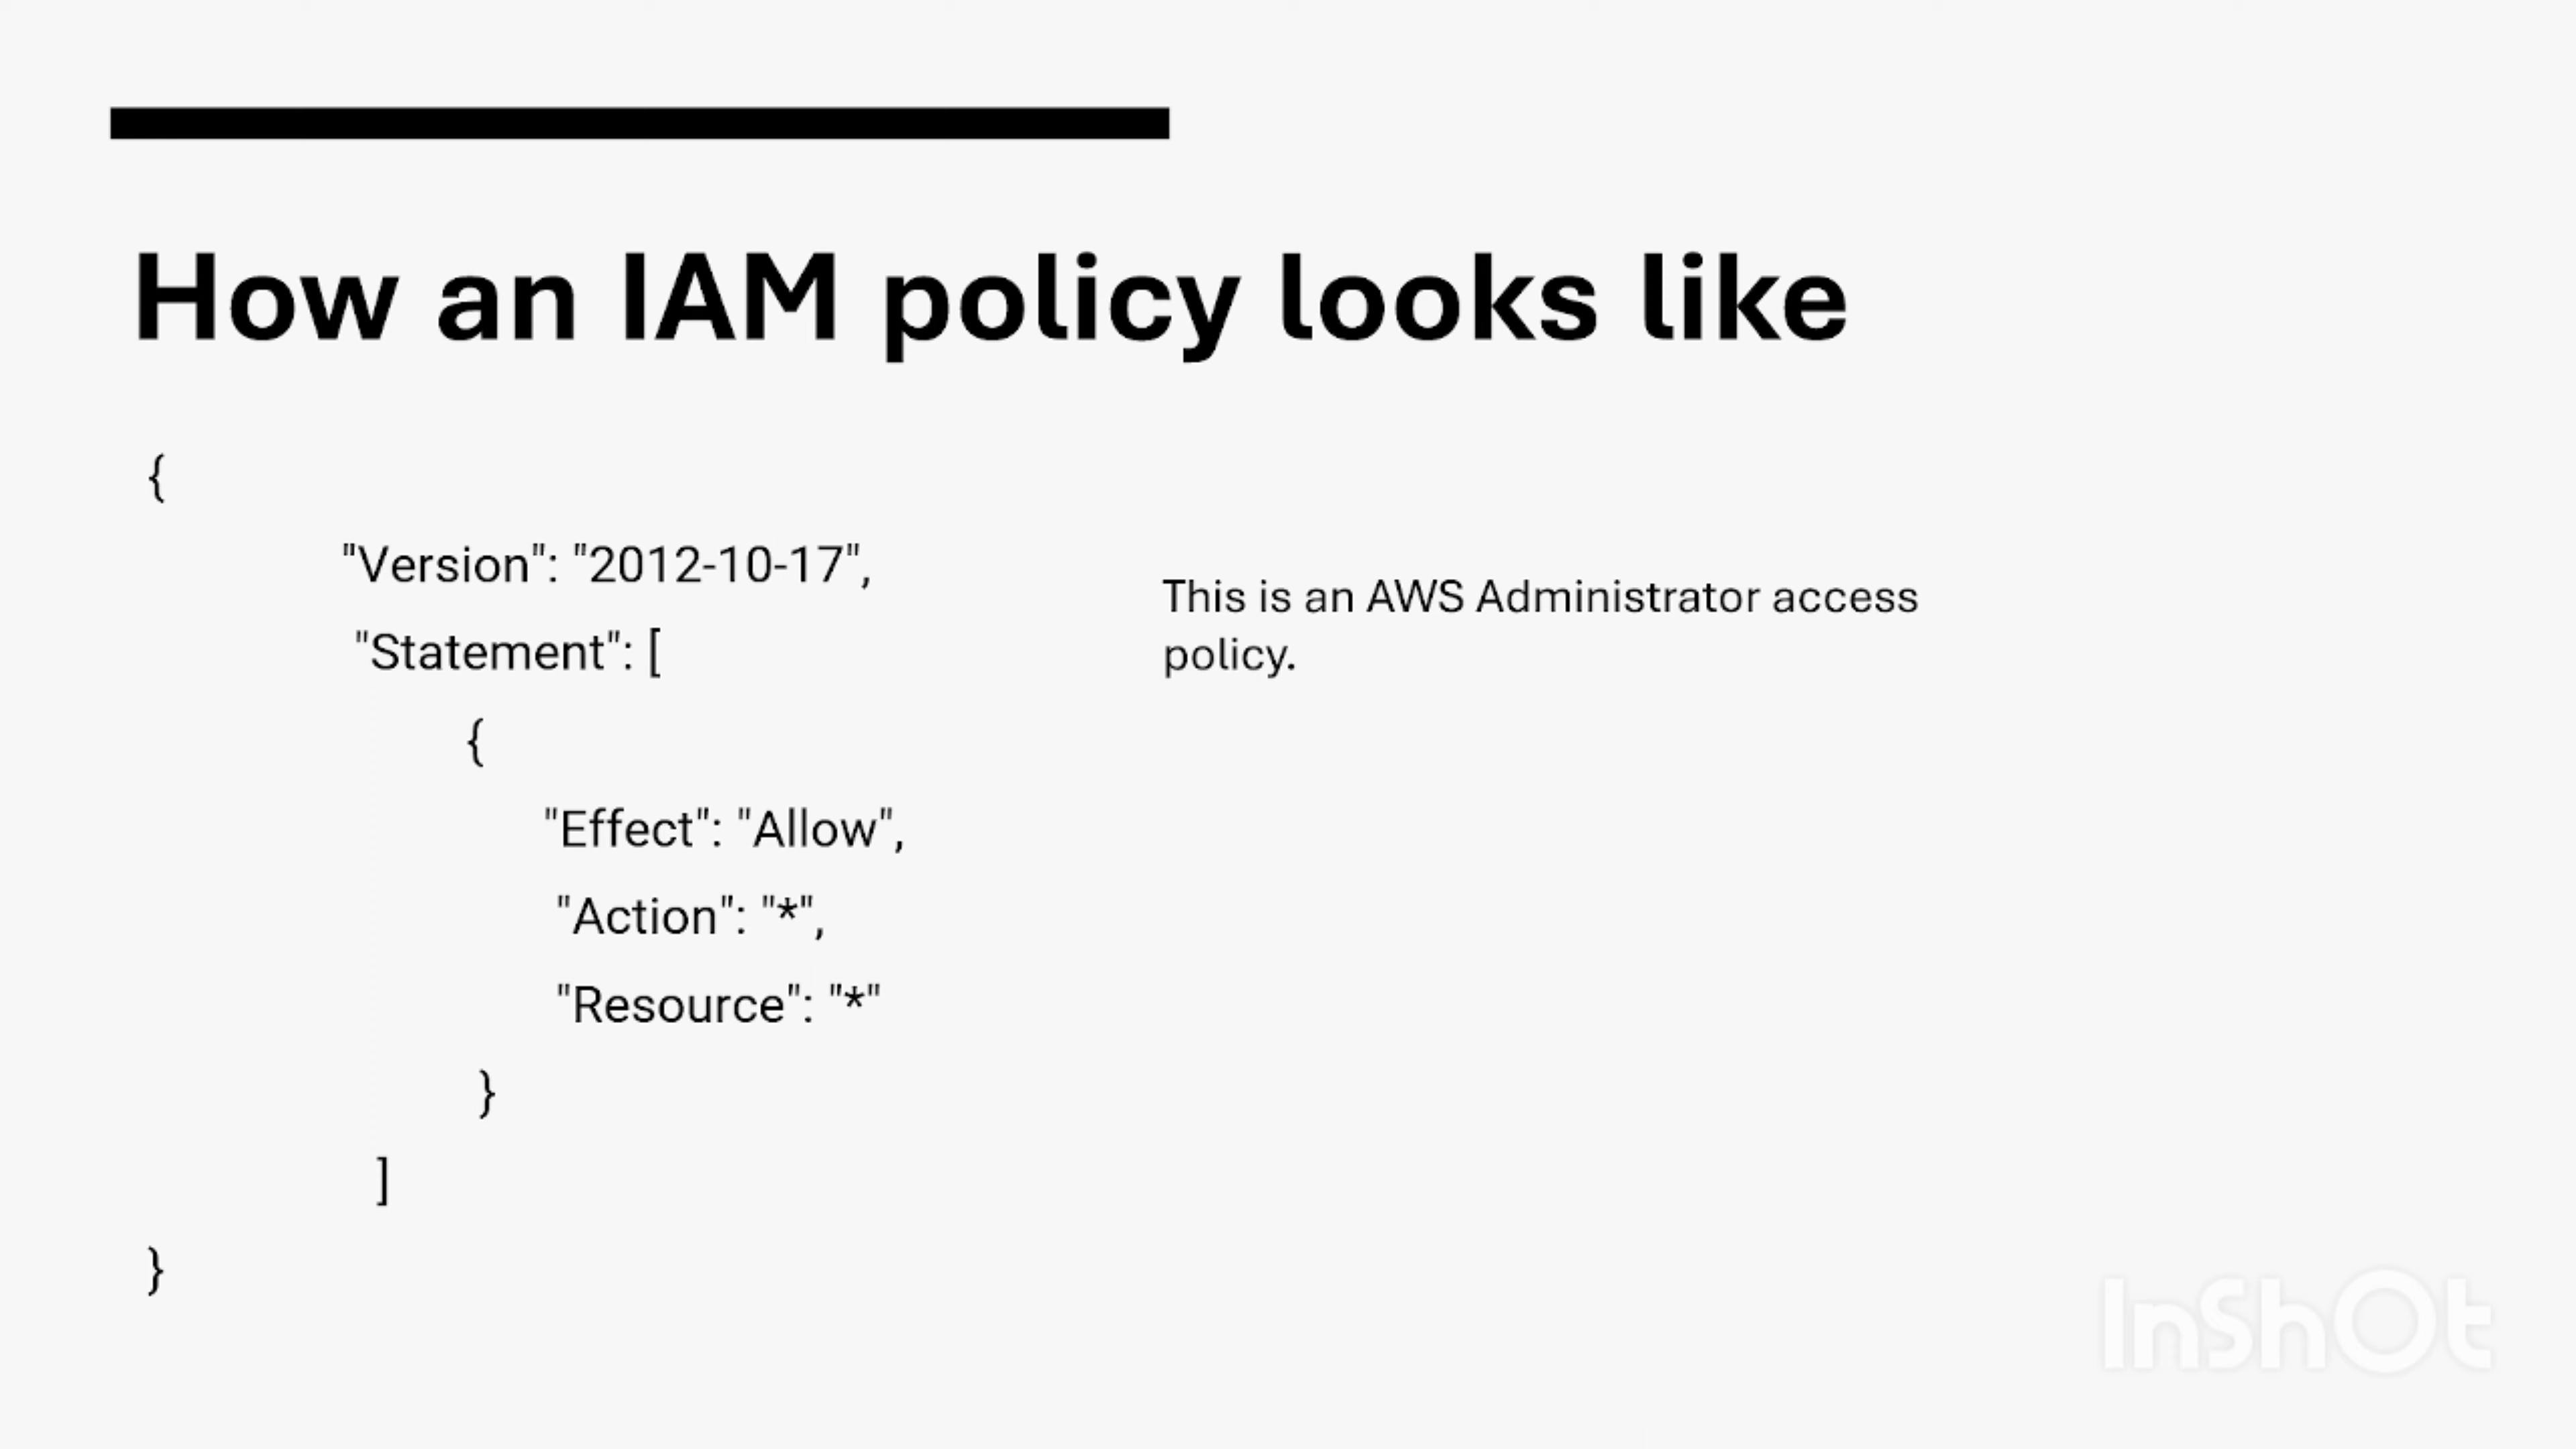 How an IAM policy looks like
{
"Version": "2012-10-17",
"Statement": [
{
"Effect": "Allow",
"Action": "*",
"Resource": "*"
}
]
}
This is an AWS Administrator access
policy.
InShOt